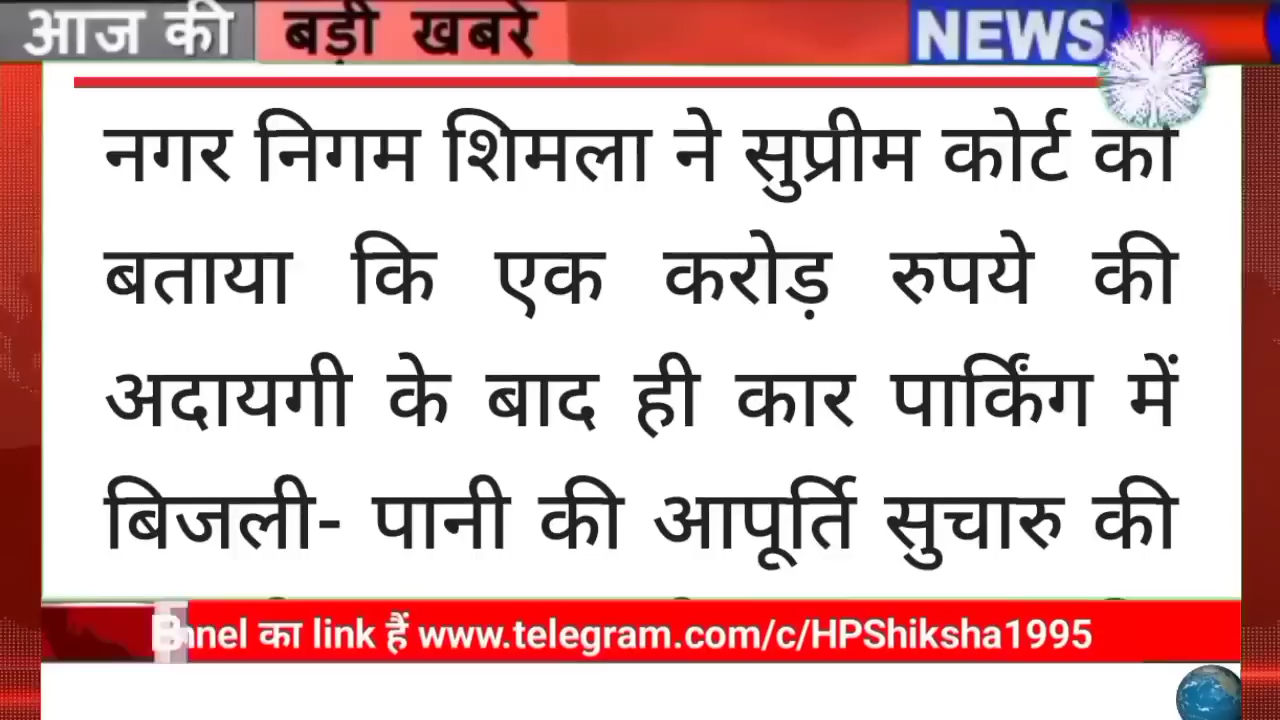 आज की बड़ी खबरें NEWS
नगर निगम शिमला ने सुप्रीम कोर्ट को
बताया कि एक करोड़ रुपये की
अदायगी के बाद ही कार पार्किंग में
बिजली- पानी की आपूर्ति सुचारु की
nnel का link हैं www.telegram.com/c/HPShiksha1995